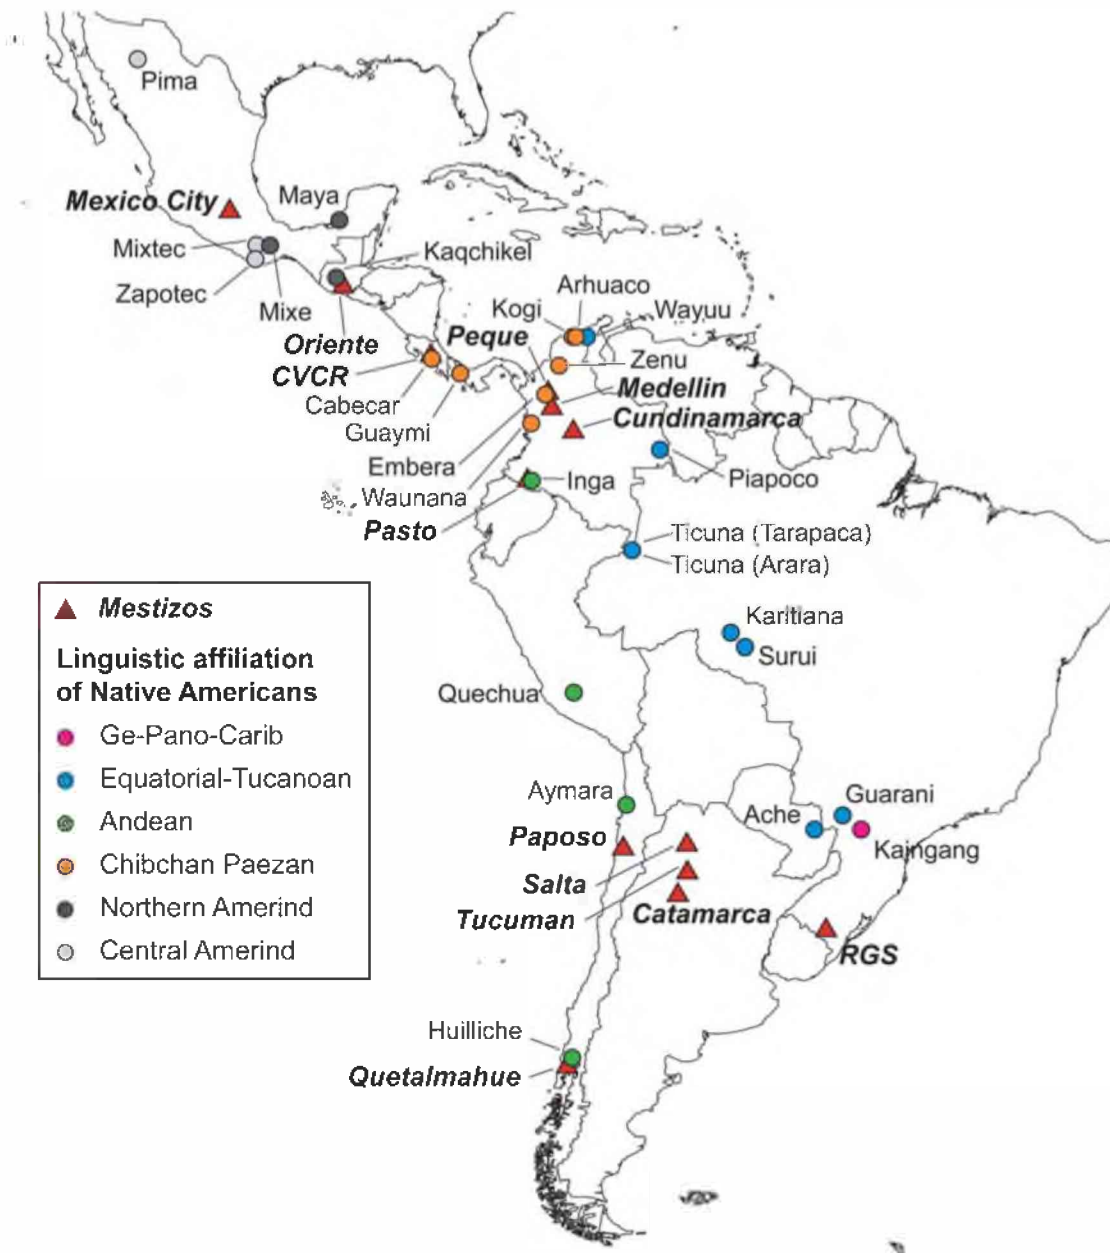 Pima
Mexico City
Maya
Mixtec
Kaqchikel
Zapotec
Mixe
Arhuaco
Kogi
Wayuu
Oriente
Peque
CVCR
Zenu
Cabecar
Medellin
Guaymi
Cundinamarca
Embera
Waunana
Inga
Piapoco
Pasto
Ticuna (Tarapaca)
Ticuna (Arara)
Mestizos
Linguistic affiliation
of Native Americans
Ge-Pano-Carib
Equatorial-Tucanoan
Andean
Chibchan Paezan
Northern Amerind
Central Amerind
Karitiana
Surui
Quechua
Aymara
Guarani
Ache
Paposo
Kaingang
Salta
Tucuman
Catamarca
RGS
Huilliche
Quetalmahue